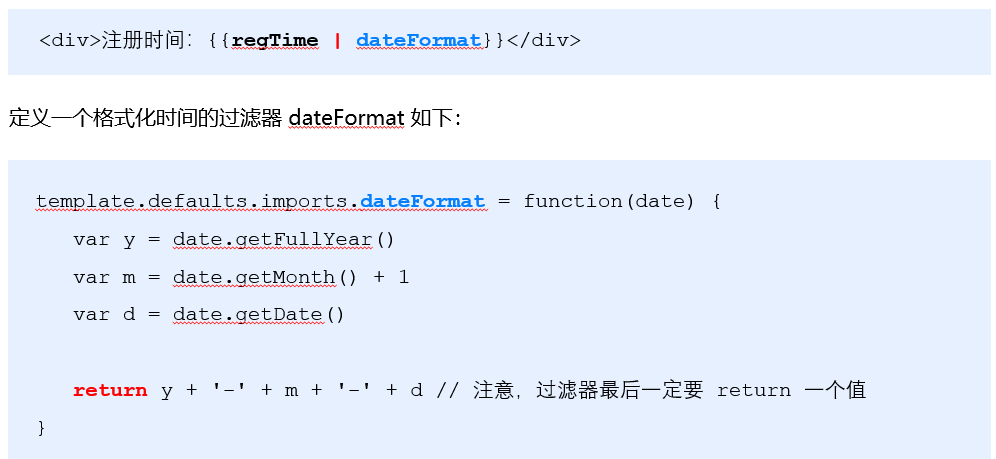 <div>注册时间：{{regTime | dateFormat}}</div>
定义一个格式化时间的过滤器 dateFormat 如下：
template.defaults.imports.dateFormat = function(date) {
var y = date.getFullYear()
var m = date.getMonth() + 1
var d = date.getDate()
return y + '-' + m + '-' + d // 注意，过滤器最后一定要 return 一个值
}